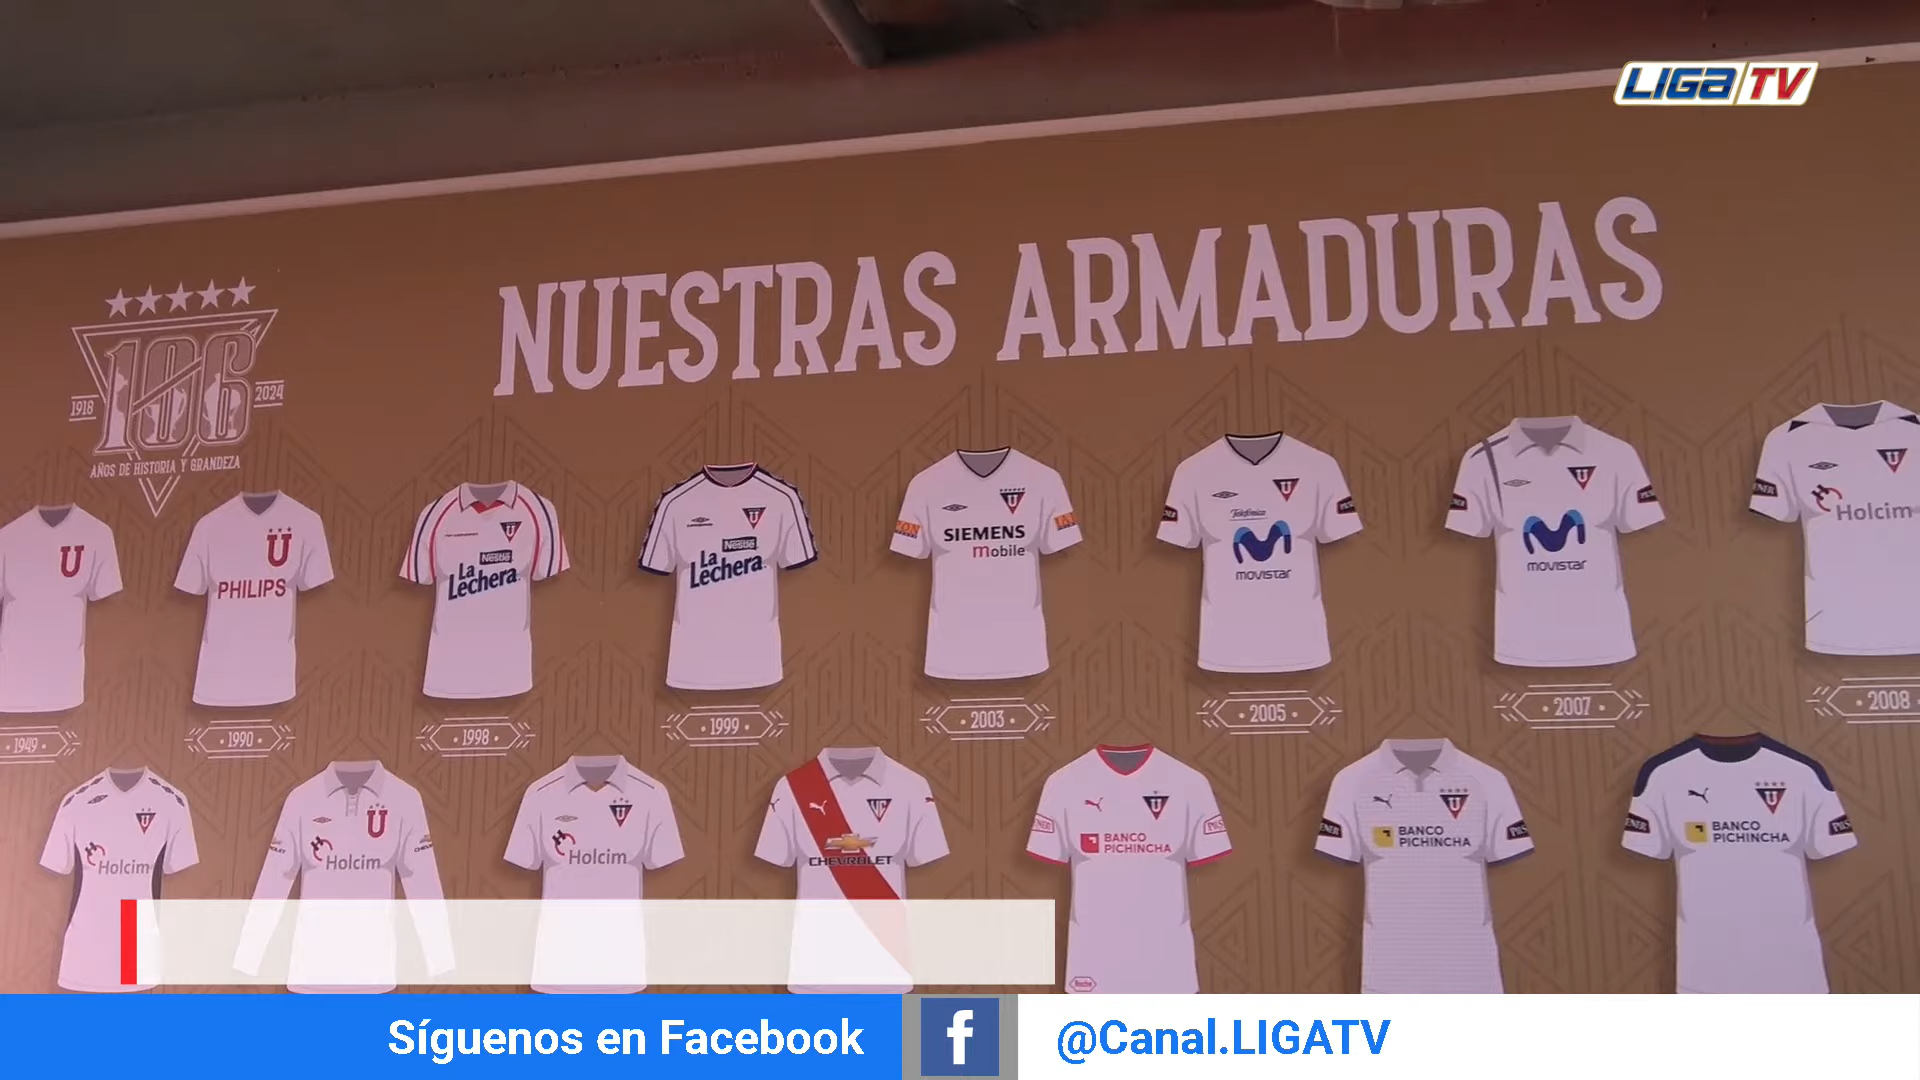 LIGA TV
NUESTRAS ARMADURAS
106
1918
2024
AÑOS DE HISTORIA Y GRANDEZA
U
U
PHILIPS
U
Nestlé
La
Lechera
U
Nestlé
La
Lechera
U
SIEMENS
mobile
U
Telefónica
movistar
U
movistar
U
Holcim
1949
1990
1998
1999
2003
2005
2007
2008
U
Holcim
U
Holcim
U
Holcim
CHEVROLET
U
BANCO
PICHINCHA
U
BANCO
PICHINCHA
U
BANCO
PICHINCHA
Roche
Síguenos en Facebook
f
@Canal.LIGATV